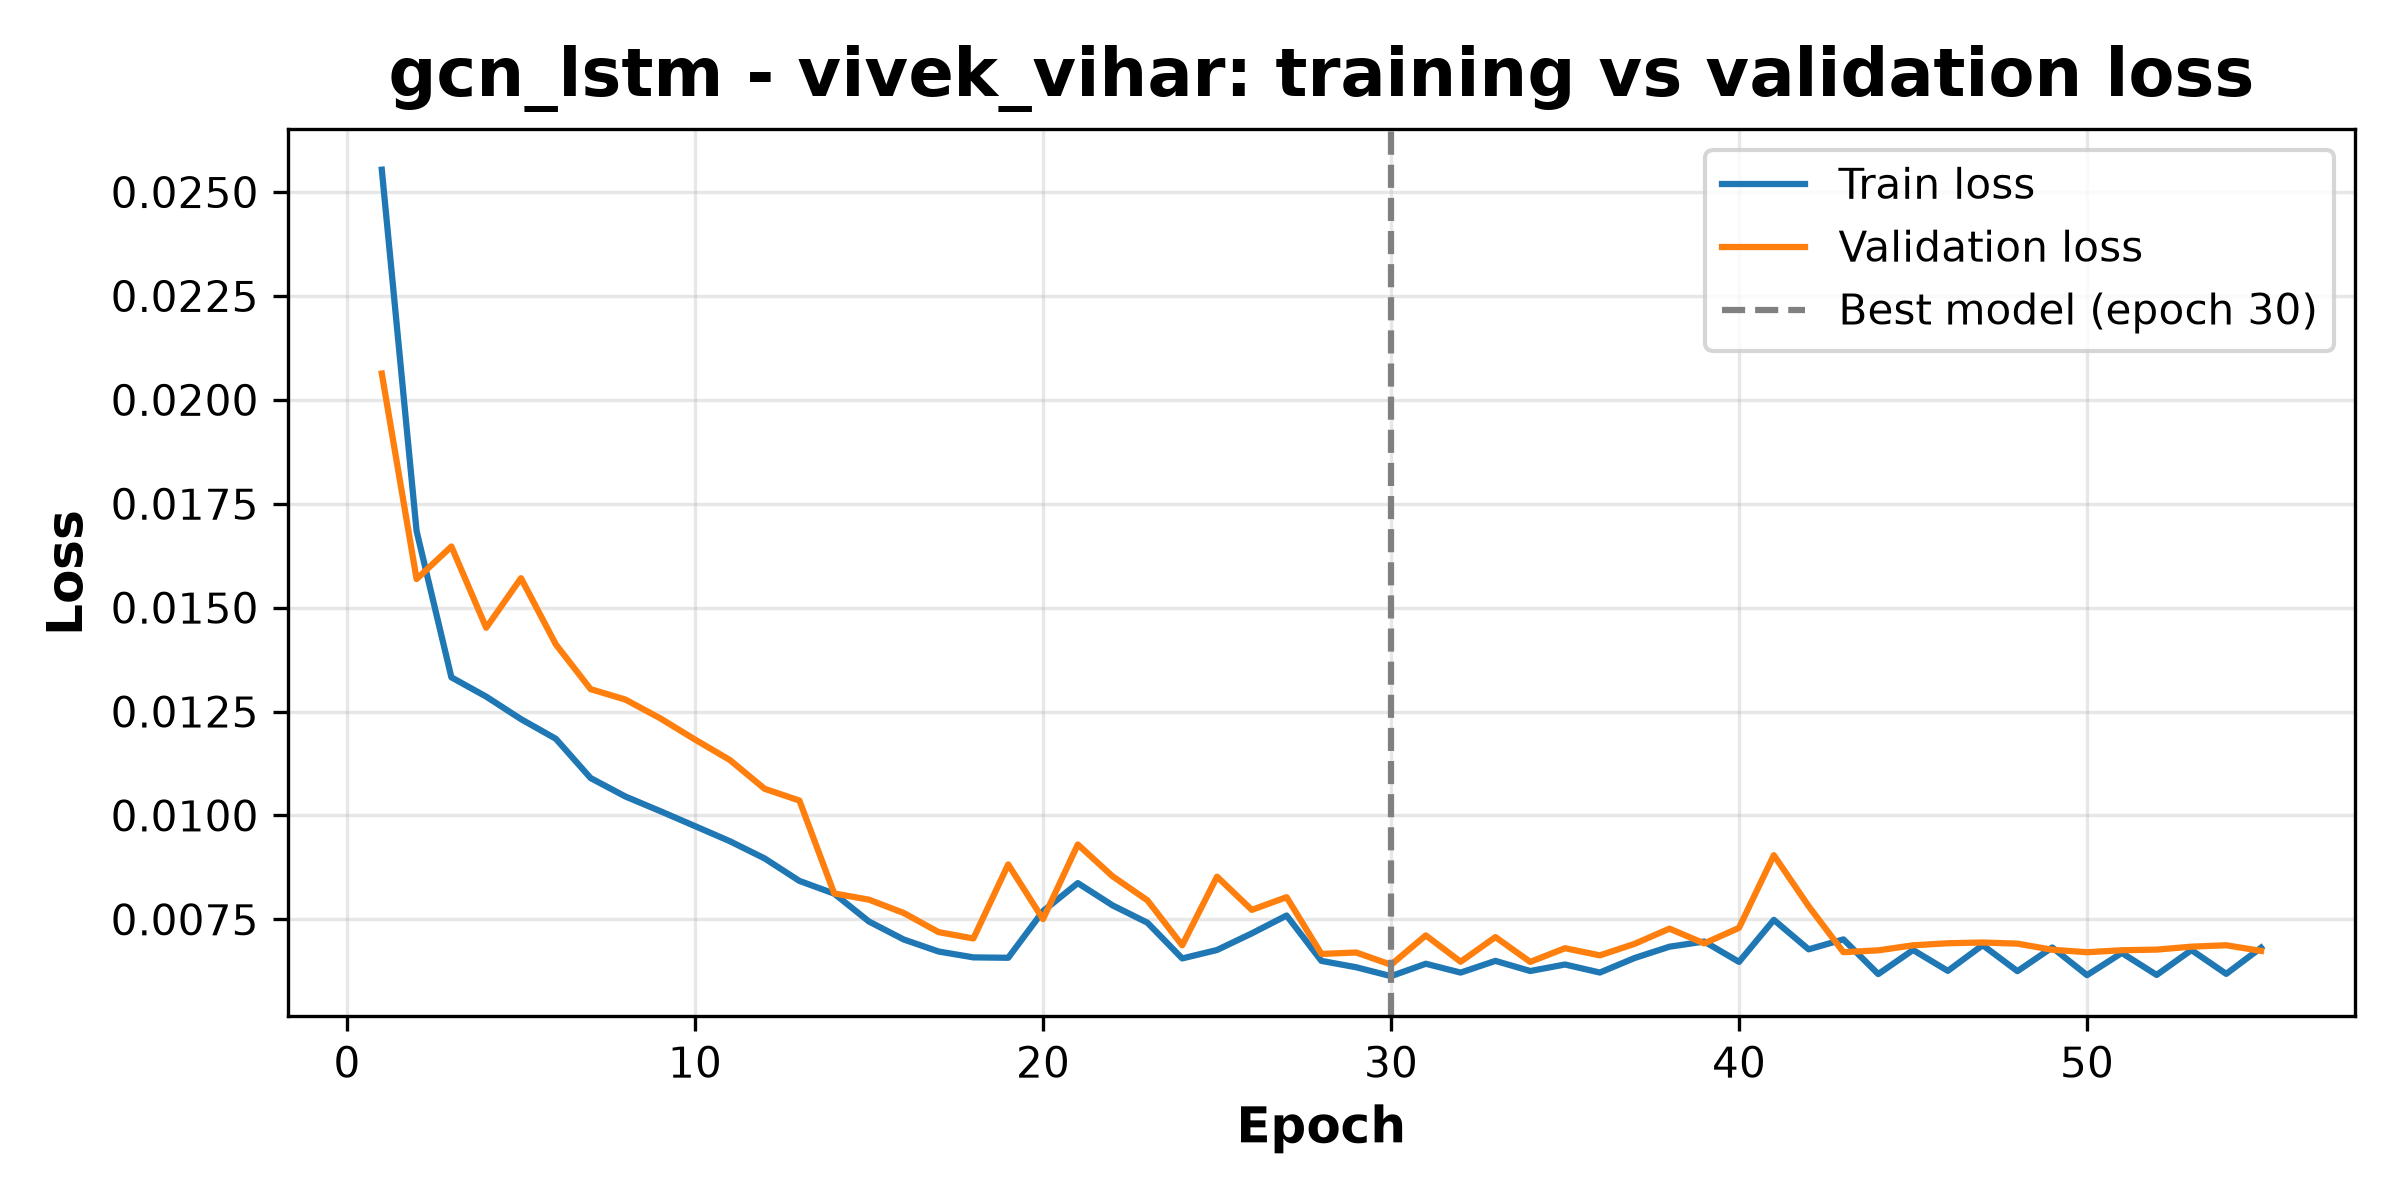 gcn_lstm - vivek_vihar: training vs validation loss
Train loss
Validation loss
Best model (epoch 30)
Loss
0.0250
0.0225
0.0200
0.0175
0.0150
0.0125
0.0100
0.0075
0 10 20 30 40 50
Epoch